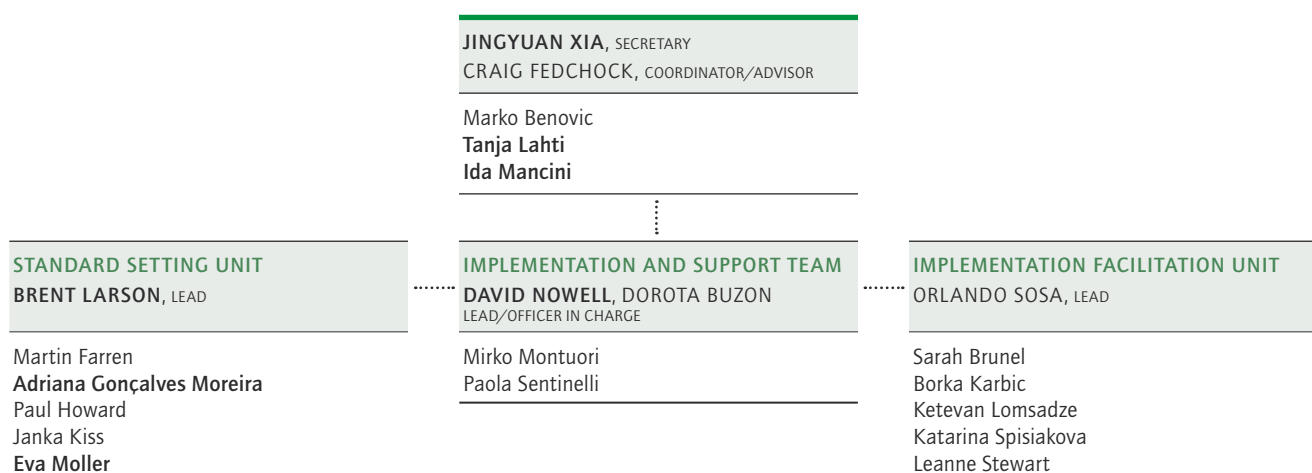 JINGYUAN XIA, SECRETARY
CRAIG FEDCHOCK, COORDINATOR/ADVISOR
Marko Benovic
Tanja Lahti
Ida Mancini
STANDARD SETTING UNIT
BRENT LARSON, LEAD
Martin Farren
Adriana Gonçalves Moreira
Paul Howard
Janka Kiss
Eva Moller
IMPLEMENTATION AND SUPPORT TEAM
DAVID NOWELL, DOROTA BUZON
LEAD/OFFICER IN CHARGE
Mirko Montuori
Paola Sentinelli
IMPLEMENTATION FACILITATION UNIT
ORLANDO SOSA, LEAD
Sarah Brunel
Borka Karbic
Ketevan Lomsadze
Katarina Spisiakova
Leanne Stewart